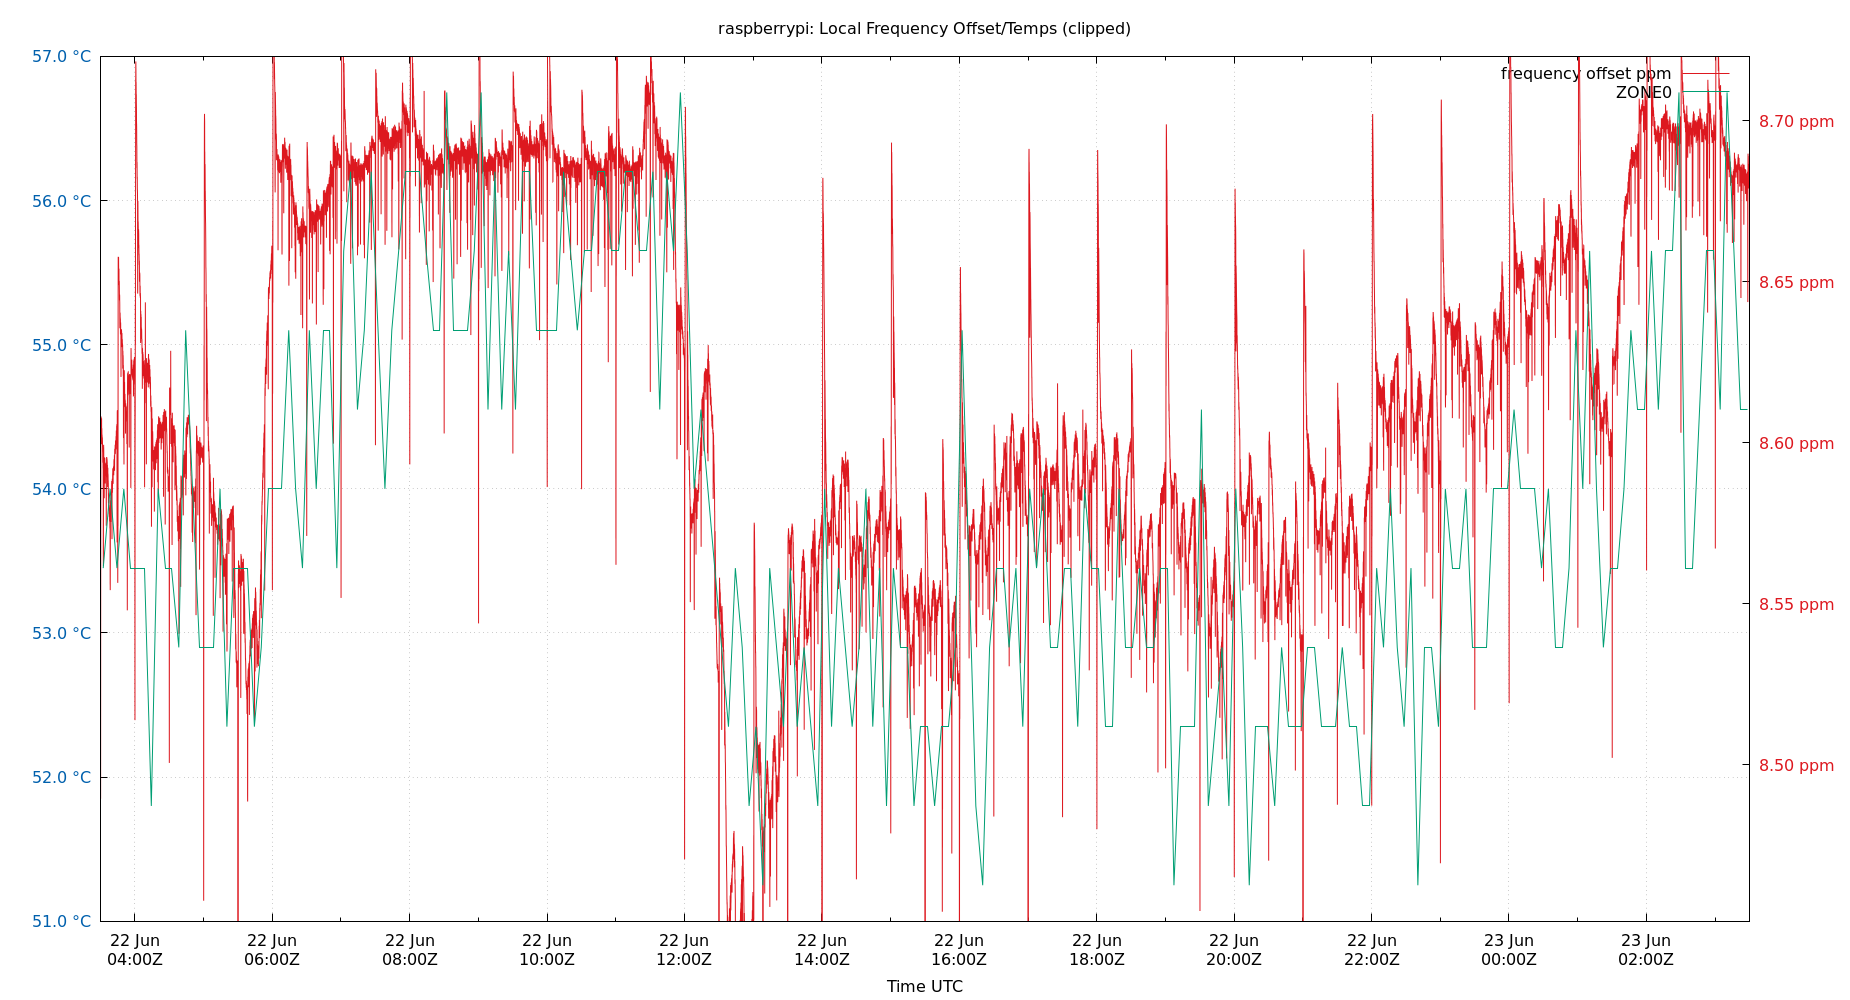 raspberrypi: Local Frequency Offset/Temps (clipped)
57.0 °C
56.0 °C
55.0 °C
54.0 °C
53.0 °C
52.0 °C
51.0 °C
frequency offset ppm
ZONE0
8.70 ppm
8.65 ppm
8.60 ppm
8.55 ppm
8.50 ppm
22 Jun 22 Jun 22 Jun 22 Jun 22 Jun 22 Jun 22 Jun 22 Jun 22 Jun 22 Jun 23 Jun 23 Jun
04:00Z 06:00Z 08:00Z 10:00Z 12:00Z 14:00Z 16:00Z 18:00Z 20:00Z 22:00Z 00:00Z 02:00Z
Time UTC